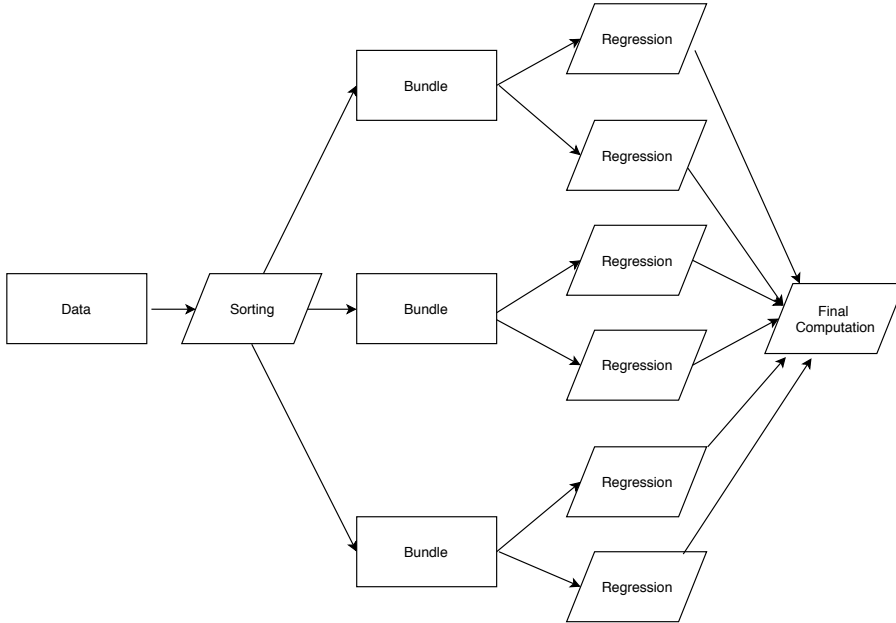 Regression
Bundle
Regression
Regression
Data
Sorting
Bundle
Final
Computation
Regression
Regression
Bundle
Regression